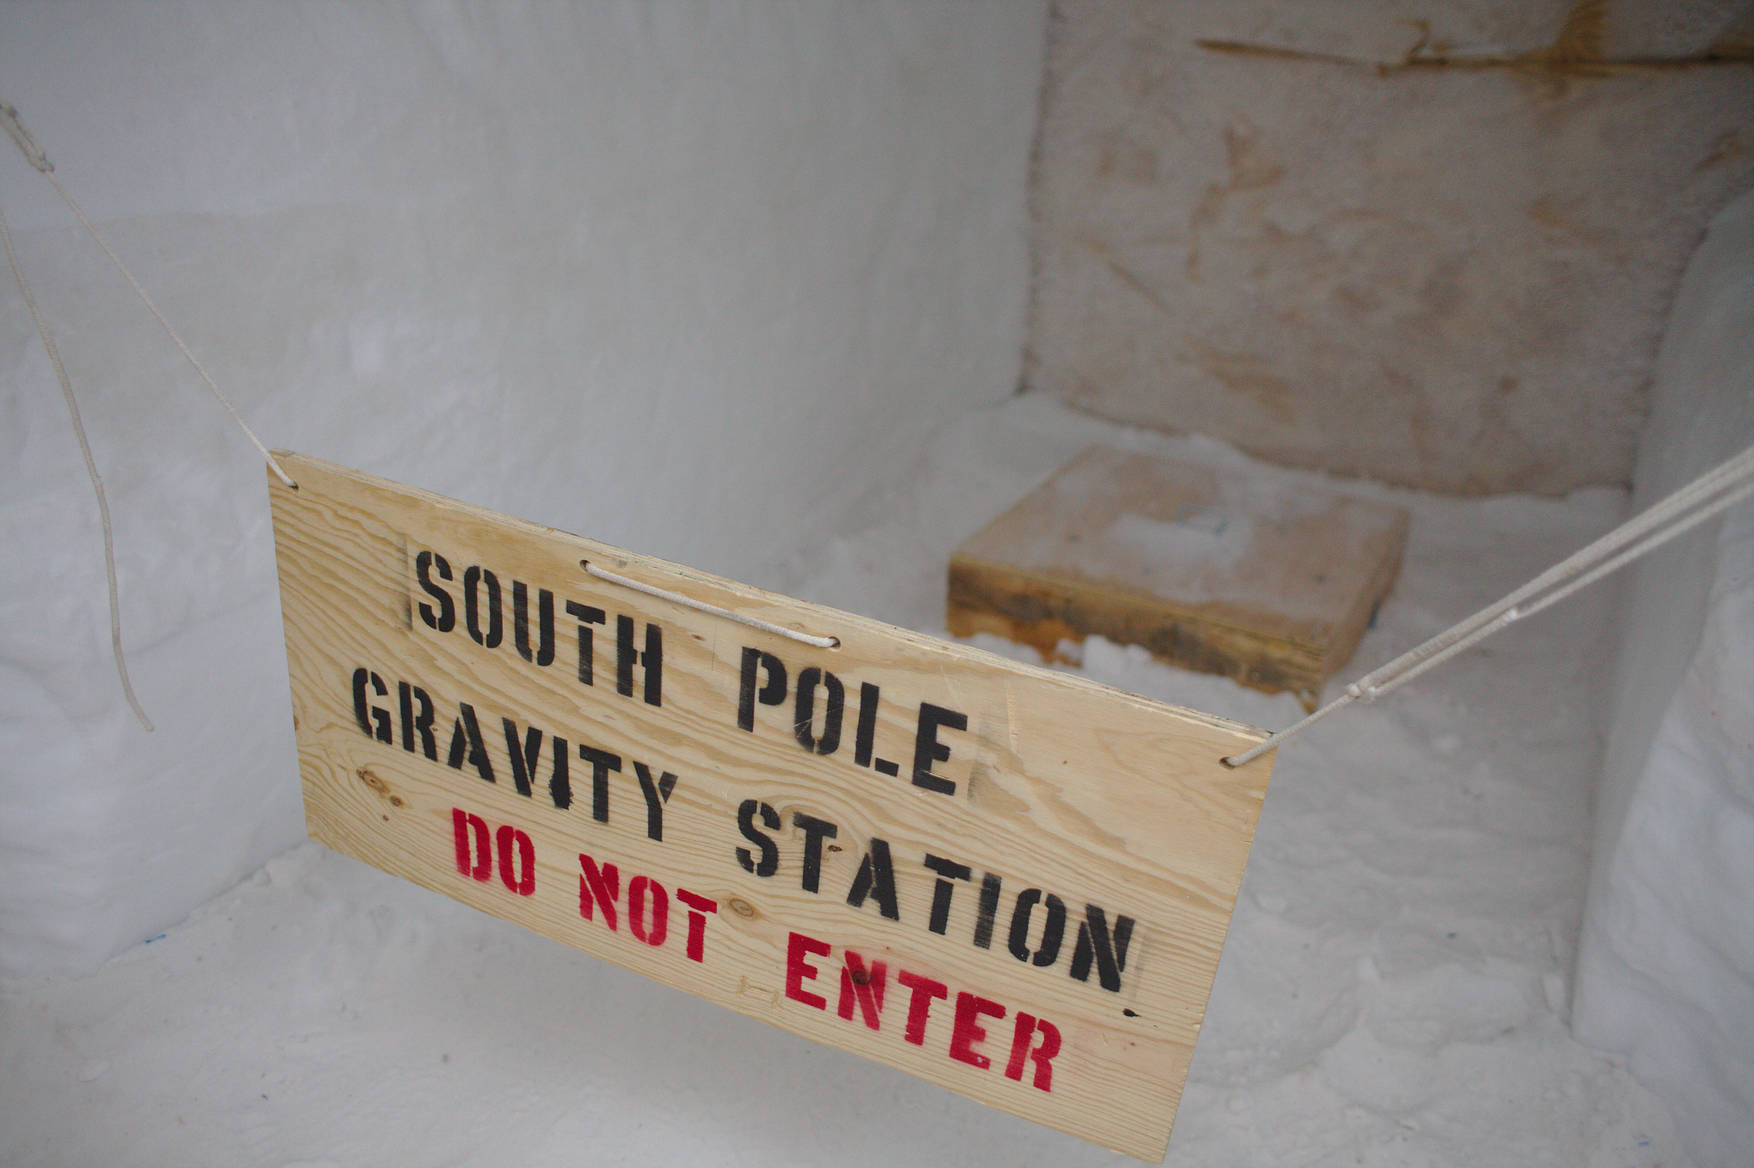 SOUTH POLE
GRAVITY STATION
DO NOT ENTER